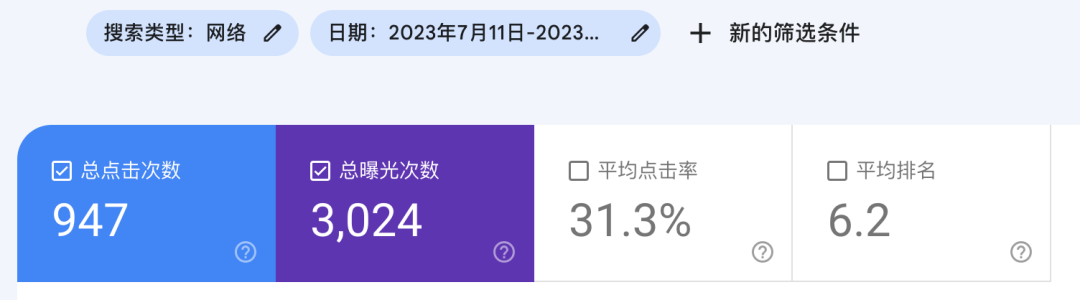 搜索类型：网络
日期：2023年7月11日-2023...
新的筛选条件
总点击次数
947
总曝光次数
3,024
平均点击率
31.3%
平均排名
6.2